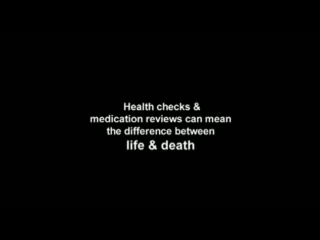 Health checks &
medication reviews can mean
the difference between
life & death